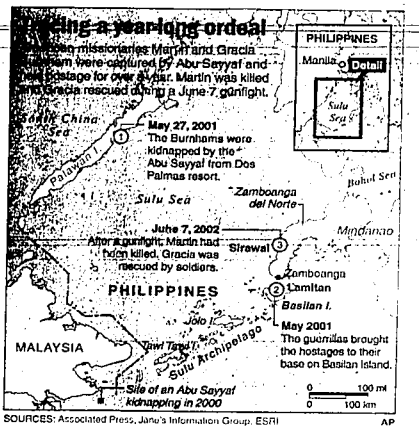 a year-long ordeal
missionaries Martin and Gracia
were captured by Abu Sayyaf and
held hostage for over a year. Martin was killed
and Gracia rescued during a June 7 gunfight.
PHILIPPINES
Manila
Detail
Sulu
Sea
South China
Sea
Palawan I.
1
May 27, 2001
The Burnhams were
kidnapped by the
Abu Sayyaf from Dos
Palmas resort.
Sulu Sea
Bohol Sea
Zamboanga
del Norte
Mindanao
June 7, 2002
After a gunfight, Martin had
been killed. Gracia was
rescued by soldiers.
Sirawai
3
Zamboanga
2
Lamitan
Basilan I.
PHILIPPINES
Jolo I.
May 2001
The guerrillas brought
the hostages to their
base on Basilan Island.
MALAYSIA
Tawi Tawi I.
Sulu Archipelago
Site of an Abu Sayyaf
kidnapping in 2000
0 100 mi
0 100 km
SOURCES: Associated Press, Jane's Information Group, ESRI
AP